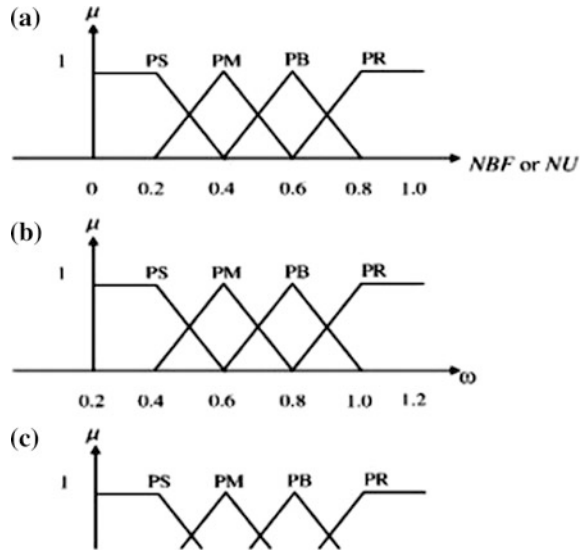 (a)
μ
1 PS PM PB PR
NBF or NU
0 0.2 0.4 0.6 0.8 1.0
(b)
μ
1 PS PM PB PR
ω
0.2 0.4 0.6 0.8 1.0 1.2
(c)
μ
1 PS PM PB PR